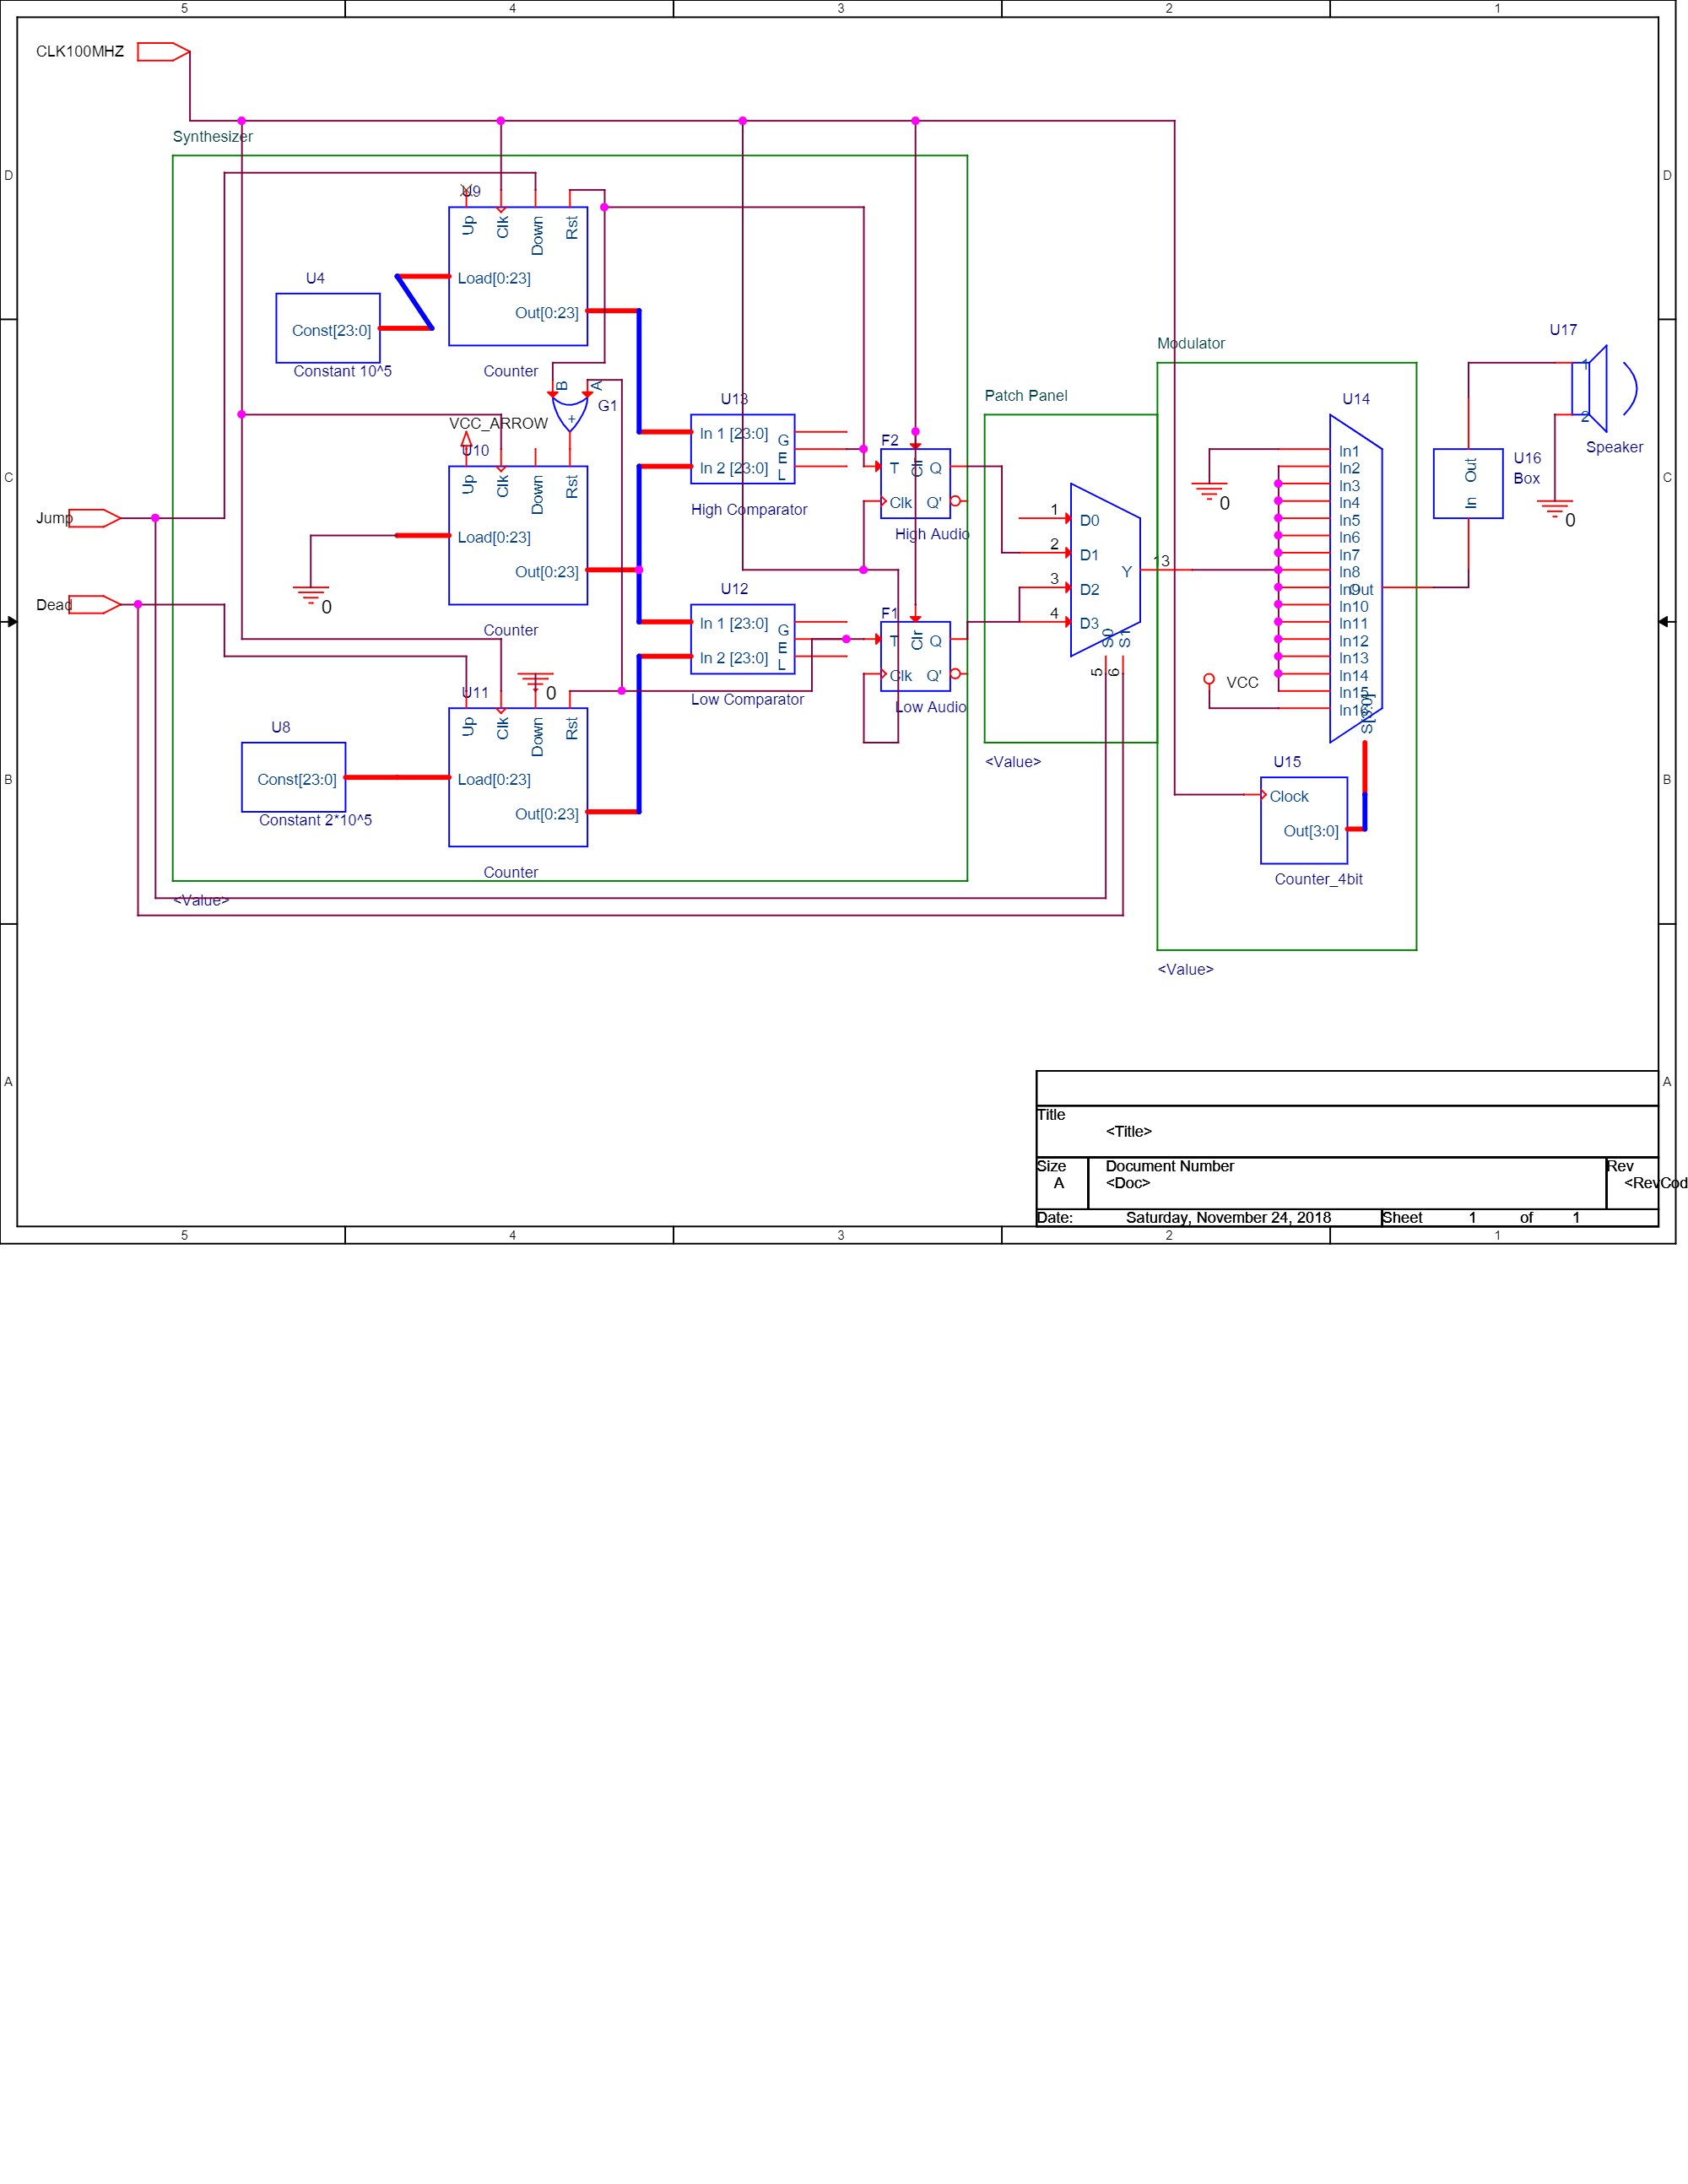 5 4 3 2 1
CLK100MHZ
Synthesizer
D D
U9
Up Clk Down Rst
Load[0:23]
Out[0:23]
Counter
U4
Const[23:0]
Constant 10^5
B A
G1
+
VCC_ARROW
U10
Up Clk Down Rst
Load[0:23]
Out[0:23]
Counter
0
Jump
Dead
U11
0
Up Clk Down Rst
Load[0:23]
Out[0:23]
Counter
U8
Const[23:0]
Constant 2*10^5
<Value>
U13
In 1 [23:0]
In 2 [23:0]
G
E
L
High Comparator
U12
In 1 [23:0]
In 2 [23:0]
G
E
L
Low Comparator
F2
T Clr Q
Clk Q'
High Audio
F1
T Clr Q
Clk Q'
Low Audio
Patch Panel
1 D0
2 D1
3 D2
4 D3
Y 13
S0 S1
5 6
<Value>
Modulator
U14
In1
In2
In3
In4
In5
In6
In7
In8
In9 Out
In10
In11
In12
In13
In14
In15
In16
S[3:0]
0
VCC
U15
Clock
Out[3:0]
Counter_4bit
<Value>
U16
Box
In Out
U17
1
2
Speaker
0
C C
B B
A A
Title
<Title>
Size
A
Document Number
<Doc>
Rev
<RevCod
Date: Saturday, November 24, 2018 Sheet 1 of 1
5 4 3 2 1